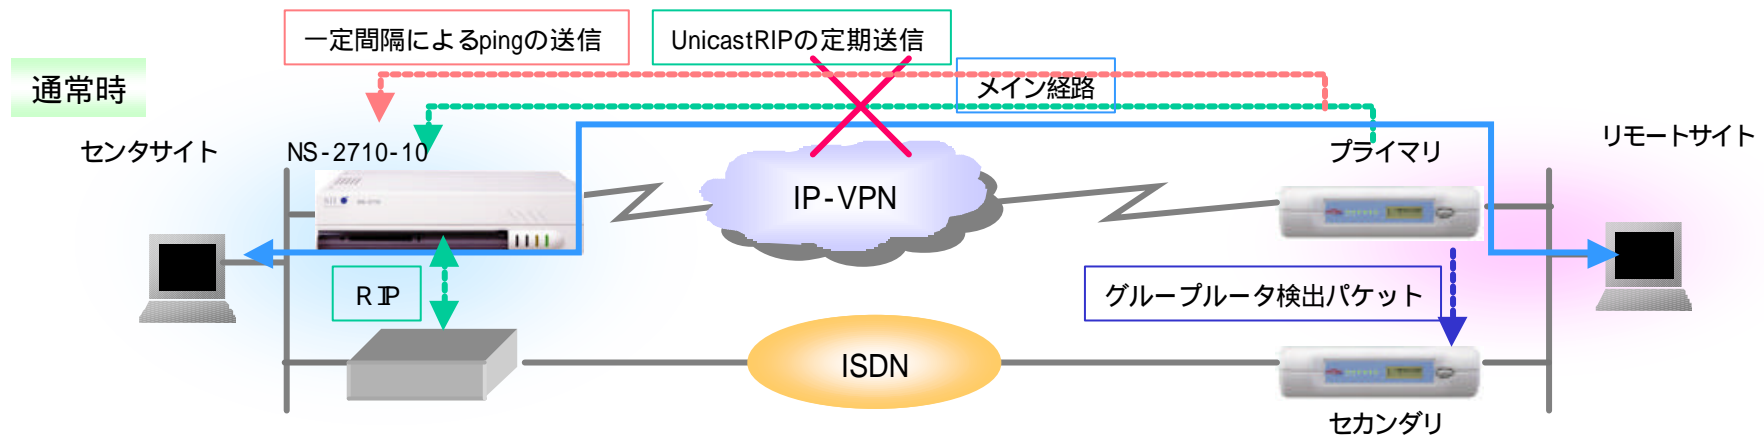 一定間隔によるpingの送信
UnicastRIPの定期送信
通常時
メイン経路
センタサイト
NS-2710-10
プライマリ
リモートサイト
IP-VPN
RIP
グループルータ検出パケット
ISDN
セカンダリ